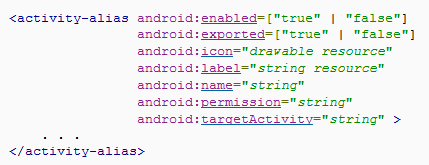 <activity-alias android:enabled=["true" | "false"]
android:exported=["true" | "false"]
android:icon="drawable resource"
android:label="string resource"
android:name="string"
android:permission="string"
android:targetActivity="string" >
. . .
</activity-alias>